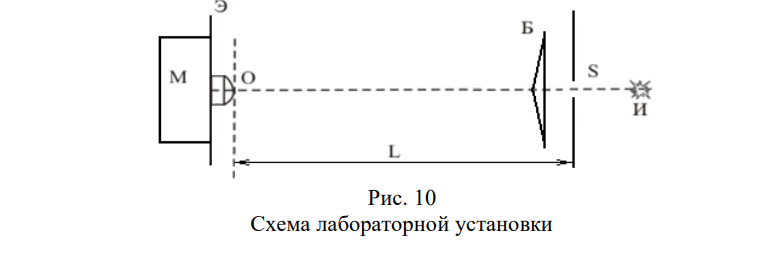 Э
Б
М
О
S
И
L
Рис. 10
Схема лабораторной установки